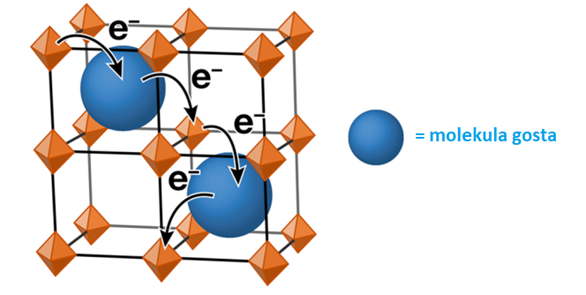 e⁻
e⁻
e⁻
e⁻
= molekula gosta